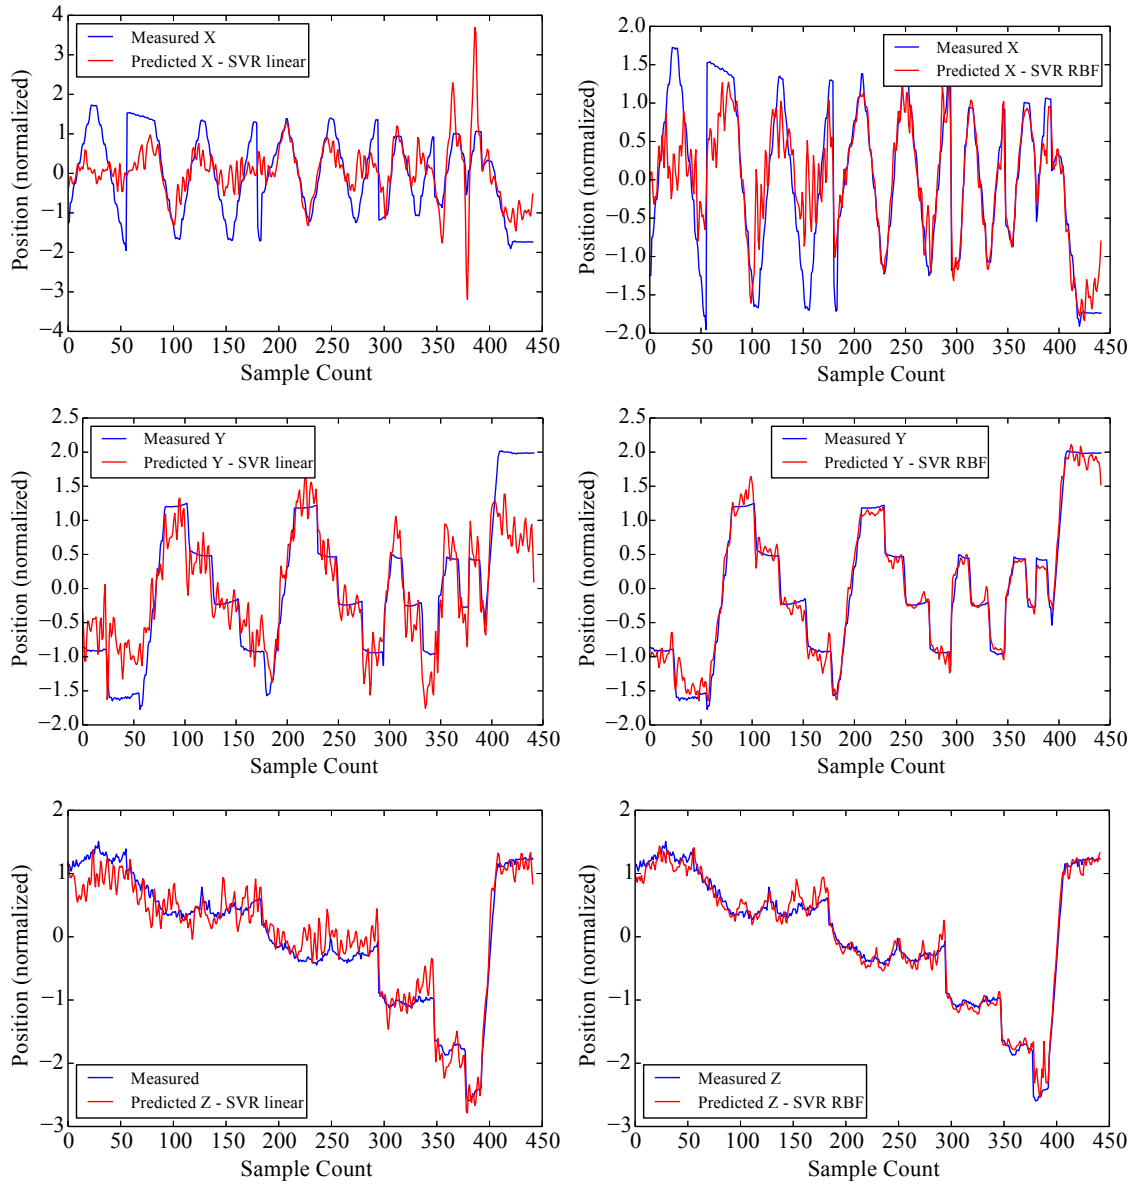 4
3
2
1
0
−1
−2
−3
−4
Position (normalized)
Measured X
Predicted X - SVR linear
0 50 100 150 200 250 300 350 400 450
Sample Count
2.0
1.5
1.0
0.5
0.0
−0.5
−1.0
−1.5
−2.0
Position (normalized)
Measured X
Predicted X - SVR RBF
0 50 100 150 200 250 300 350 400 450
Sample Count
2.5
2.0
1.5
1.0
0.5
0.0
−0.5
−1.0
−1.5
−2.0
Position (normalized)
Measured Y
Predicted Y - SVR linear
0 50 100 150 200 250 300 350 400 450
Sample Count
2.5
2.0
1.5
1.0
0.5
0.0
−0.5
−1.0
−1.5
−2.0
Position (normalized)
Measured Y
Predicted Y - SVR RBF
0 50 100 150 200 250 300 350 400 450
Sample Count
2
1
0
−1
−2
−3
Position (normalized)
Measured
Predicted Z - SVR linear
0 50 100 150 200 250 300 350 400 450
Sample Count
2
1
0
−1
−2
−3
Position (normalized)
Measured Z
Predicted Z - SVR RBF
0 50 100 150 200 250 300 350 400 450
Sample Count